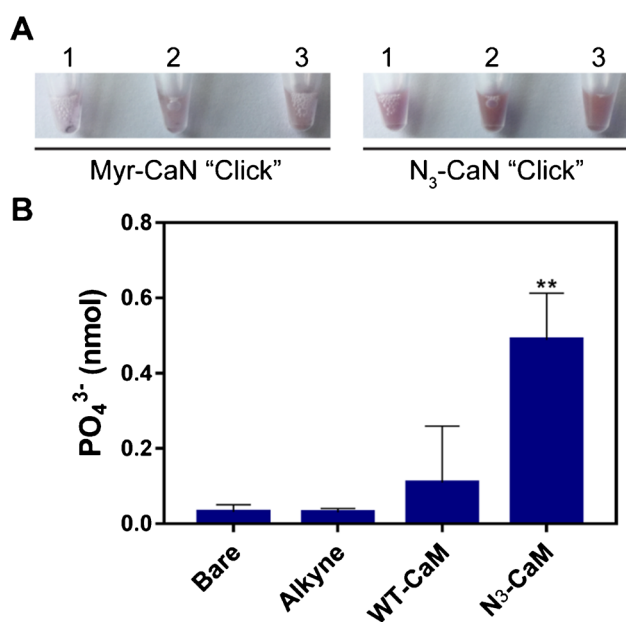 A
1 2 3 1 2 3
Myr-CaN “Click” N₃-CaN “Click”
B
0.8
0.6
0.4
0.2
0.0
PO₄³⁻ (nmol)
**
Bare
Alkyne
WT-CaM
N3-CaM